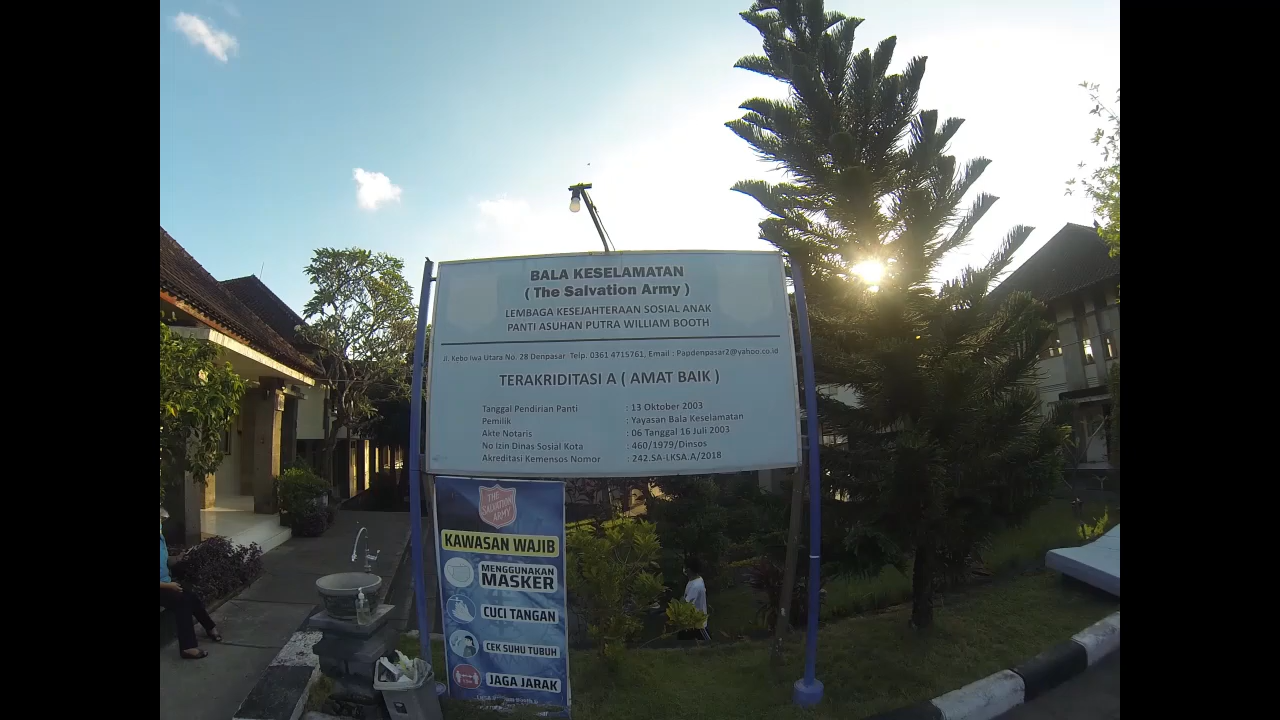 BALA KESELAMATAN
( The Salvation Army )
LEMBAGA KESEJAHTERAAN SOSIAL ANAK
PANTI ASUHAN PUTRA WILLIAM BOOTH
Jl. Kebo Iwa Utara No. 28 Denpasar Telp. 0361 4715761, Email : Papdenpasar2@yahoo.co.id
TERAKRIDITASI A ( AMAT BAIK )
Tanggal Pendirian Panti : 13 Oktober 2003
Pemilik : Yayasan Bala Keselamatan
Akte Notaris : 06 Tanggal 16 Juli 2003
No Izin Dinas Sosial Kota : 460/1979/Dinsos
Akreditasi Kemensos Nomor : 242.SA-LKSA.A/2018
THE
SALVATION
ARMY
KAWASAN WAJIB
MENGGUNAKAN
MASKER
CUCI TANGAN
CEK SUHU TUBUH
JAGA JARAK